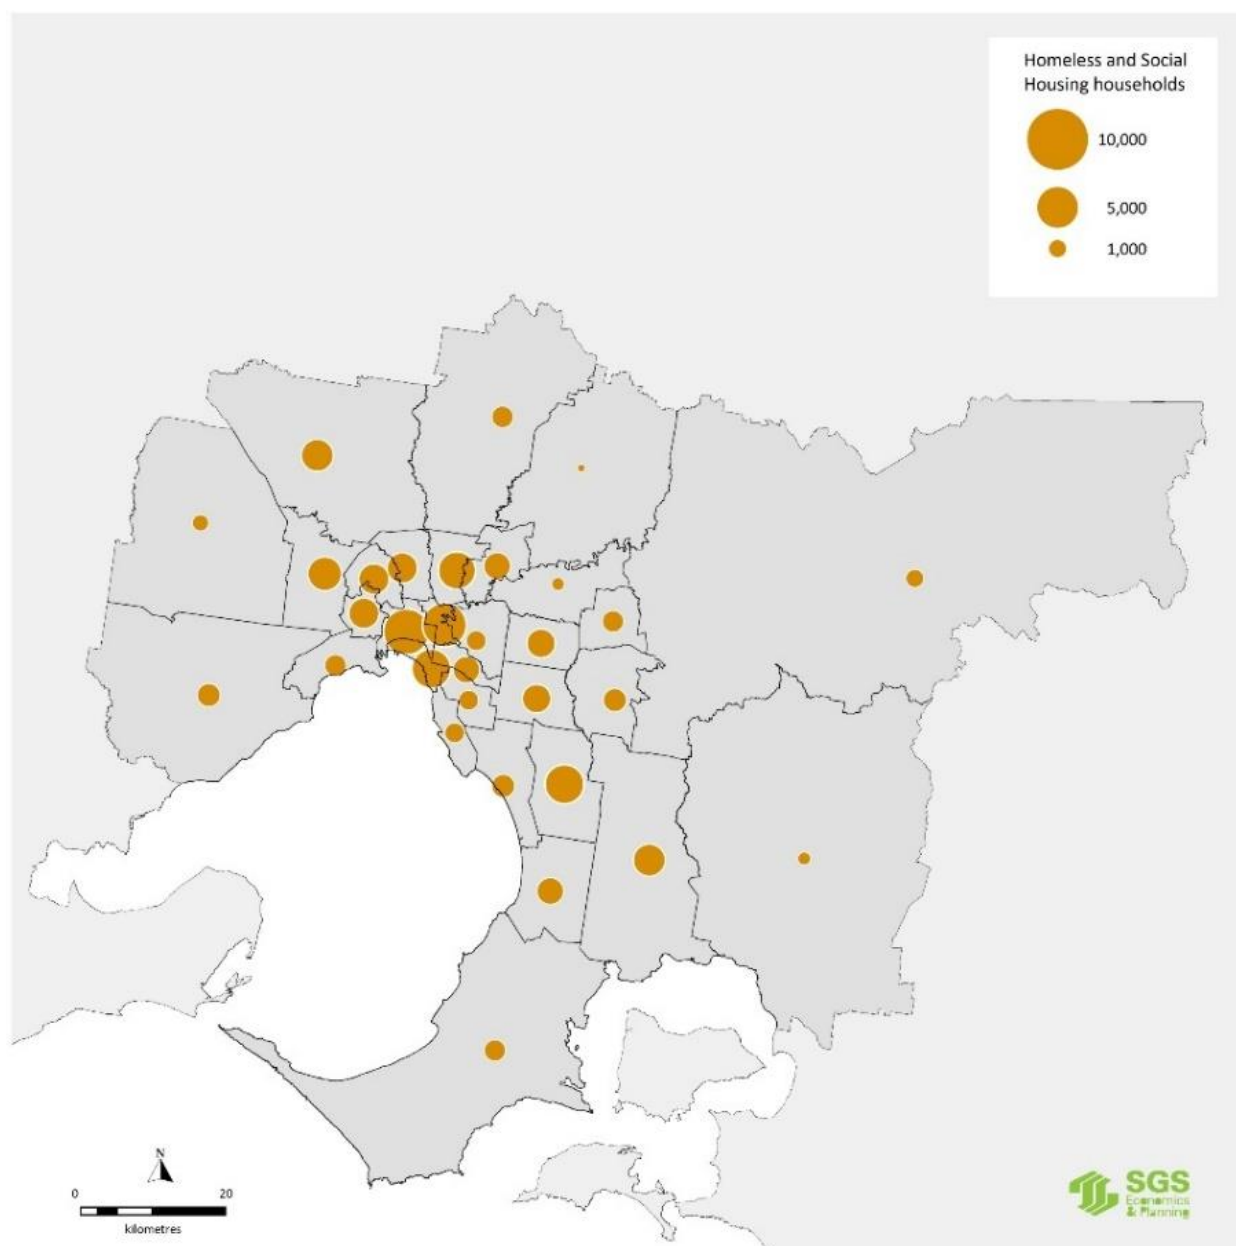 Homeless and Social
Housing households
10,000
5,000
1,000
N
0 20
kilometres
SGS
Economics
& Planning